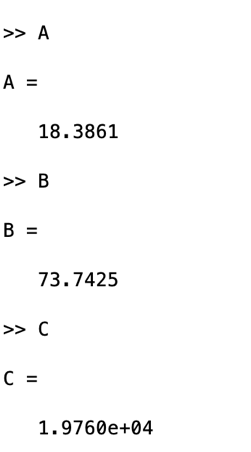 >> A
A =
18.3861
>> B
B =
73.7425
>> C
C =
1.9760e+04